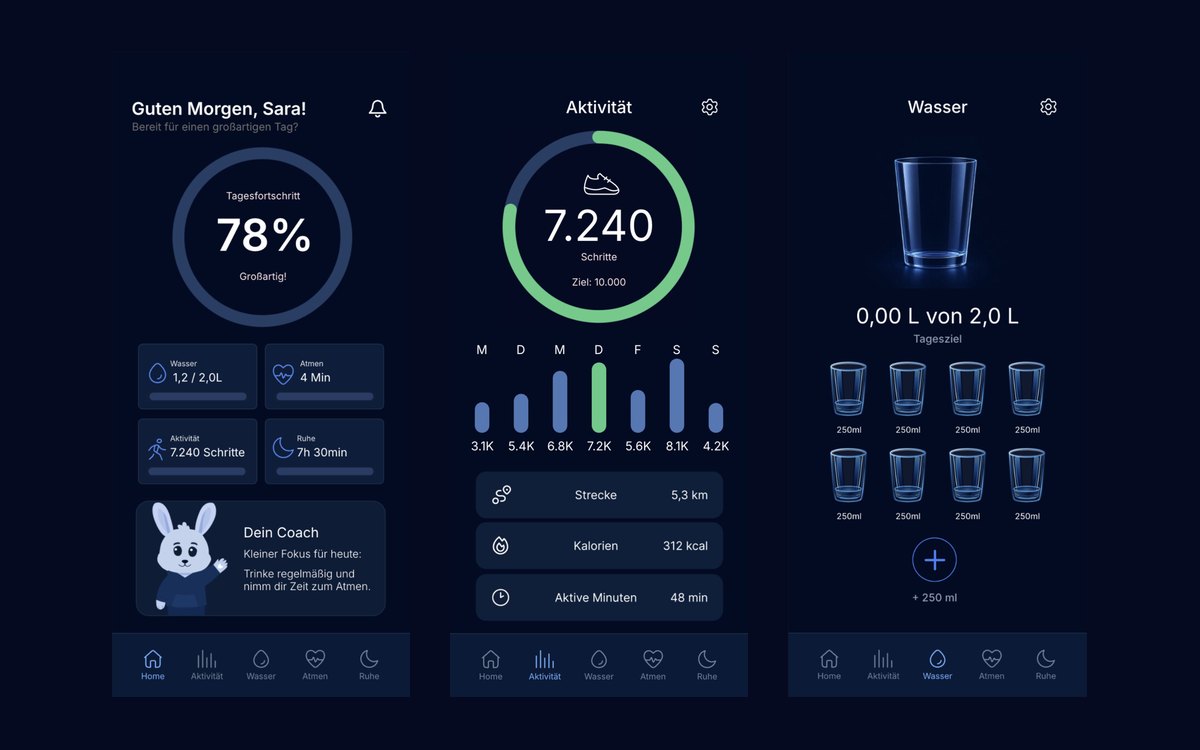 Guten Morgen, Sara!
Bereit für einen großartigen Tag?
Tagesfortschritt
78%
Großartig!
Wasser
1,2 / 2,0L
Atmen
4 Min
Aktivität
7.240 Schritte
Ruhe
7h 30min
Dein Coach
Kleiner Fokus für heute:
Trinke regelmäßig und
nimm dir Zeit zum Atmen.
Home Aktivität Wasser Atmen Ruhe
Aktivität
7.240
Schritte
Ziel: 10.000
M D M D F S S
3.1K 5.4K 6.8K 7.2K 5.6K 8.1K 4.2K
Strecke 5,3 km
Kalorien 312 kcal
Aktive Minuten 48 min
Home Aktivität Wasser Atmen Ruhe
Wasser
0,00 L von 2,0 L
Tagesziel
250ml 250ml 250ml 250ml
250ml 250ml 250ml 250ml
+
+ 250 ml
Home Aktivität Wasser Atmen Ruhe